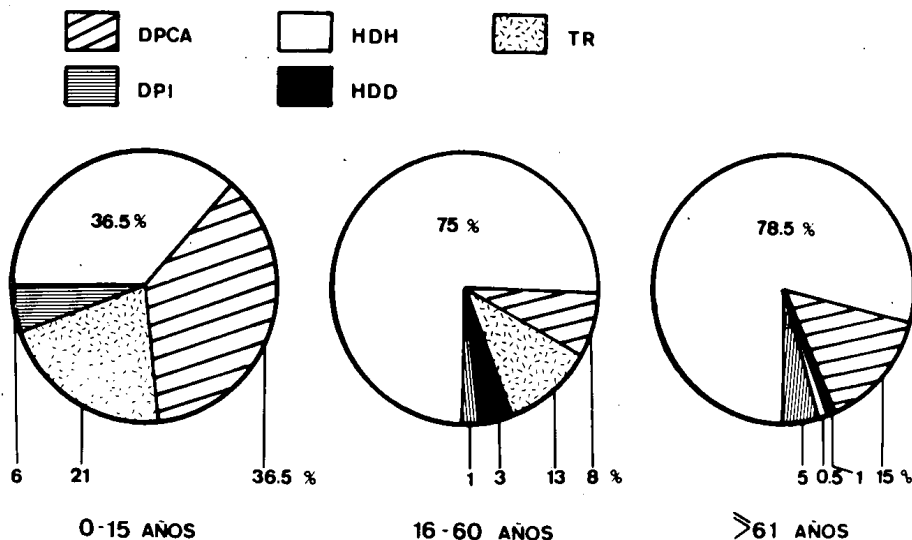 DPCA HDH TR
DPI HDD
36.5 % 75 % 78.5 %
6 21 36.5 % 1 3 13 8 % 5 0.5 1 15 %
0-15 AÑOS 16-60 AÑOS ⩾61 AÑOS